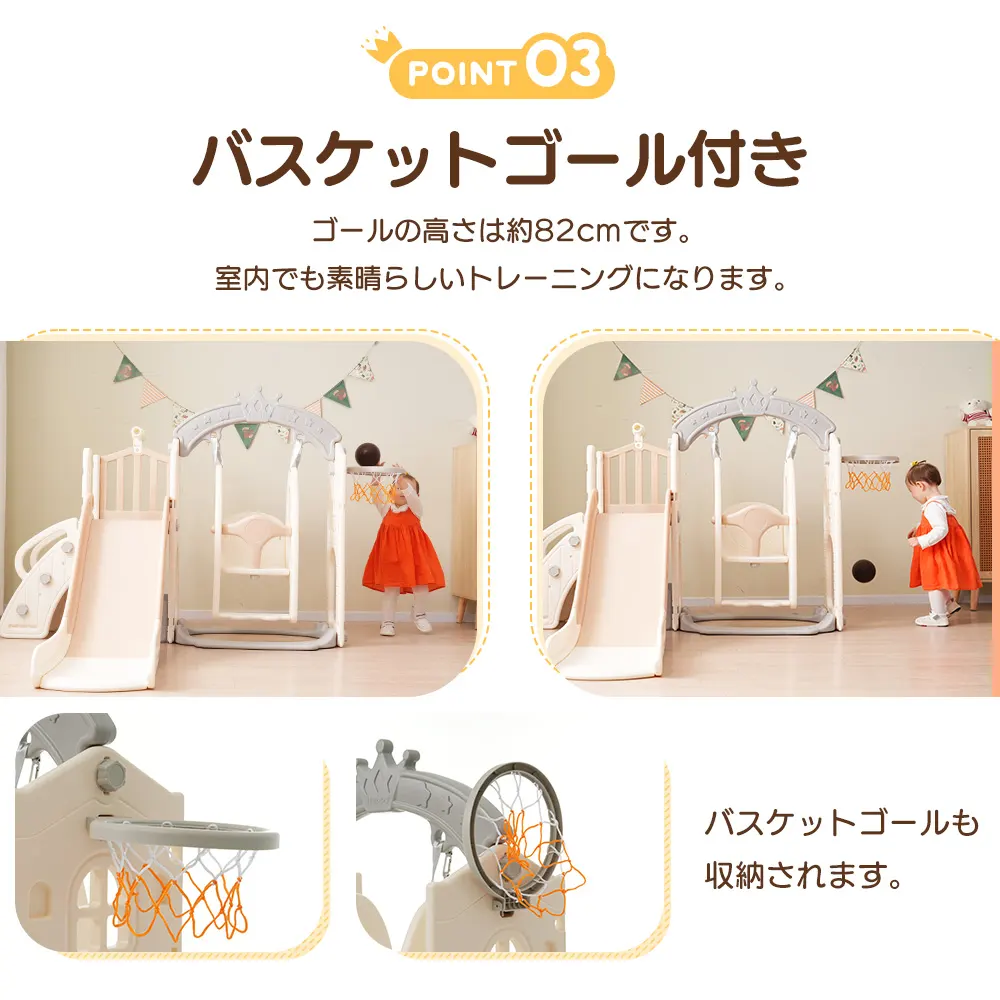 POINT 03
バスケットゴール付き
ゴールの高さは約82cmです。
室内でも素晴らしいトレーニングになります。
バスケットゴールも
収納されます。